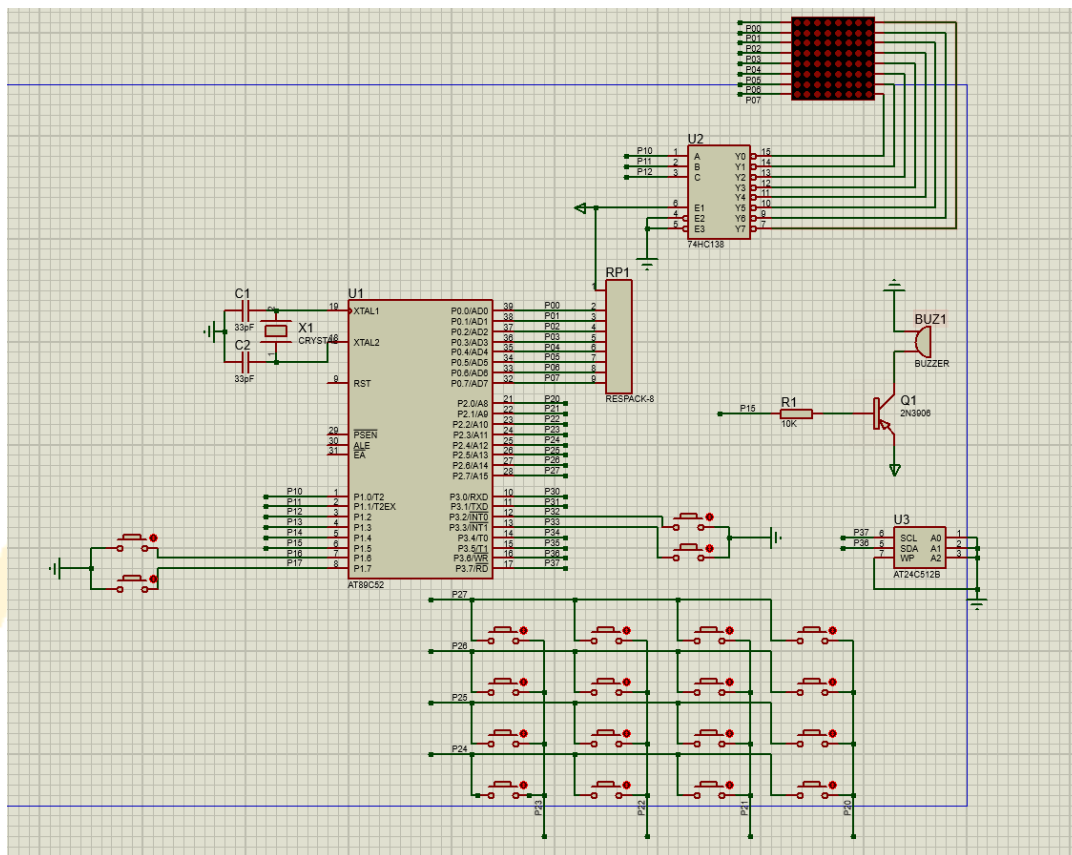 P00
P01
P02
P03
P04
P05
P06
P07
U2
P10 1 A Y0 15
P11 2 B Y1 14
P12 3 C Y2 13
Y3 12
Y4 11
6 E1 Y5 10
4 E2 Y6 9
5 E3 Y7 7
74HC138
RP1
1
2
3
4
5
6
7
8
9
RESPACK-8
C1
33pF
C2
33pF
X1
CRYSTAL
2
1
U1
19 XTAL1 P0.0/AD0 39 P00
P0.1/AD1 38 P01
P0.2/AD2 37 P02
18 XTAL2 P0.3/AD3 36 P03
P0.4/AD4 35 P04
P0.5/AD5 34 P05
P0.6/AD6 33 P06
9 RST P0.7/AD7 32 P07
P2.0/A8 21 P20
P2.1/A9 22 P21
P2.2/A10 23 P22
29 PSEN P2.3/A11 24 P23
30 ALE P2.4/A12 25 P24
31 EA P2.5/A13 26 P25
P2.6/A14 27 P26
P2.7/A15 28 P27
P10 1 P1.0/T2 P3.0/RXD 10 P30
P11 2 P1.1/T2EX P3.1/TXD 11 P31
P12 3 P1.2 P3.2/INT0 12 P32
P13 4 P1.3 P3.3/INT1 13 P33
P14 5 P1.4 P3.4/T0 14 P34
P15 6 P1.5 P3.5/T1 15 P35
P16 7 P1.6 P3.6/WR 16 P36
P17 8 P1.7 P3.7/RD 17 P37
AT89C52
BUZ1
BUZZER
P15
R1
10K
Q1
2N3906
U3
P37 6 SCL A0 1
P36 5 SDA A1 2
7 WP A2 3
AT24C512B
P27
P26
P25
P24
P23
P22
P21
P20